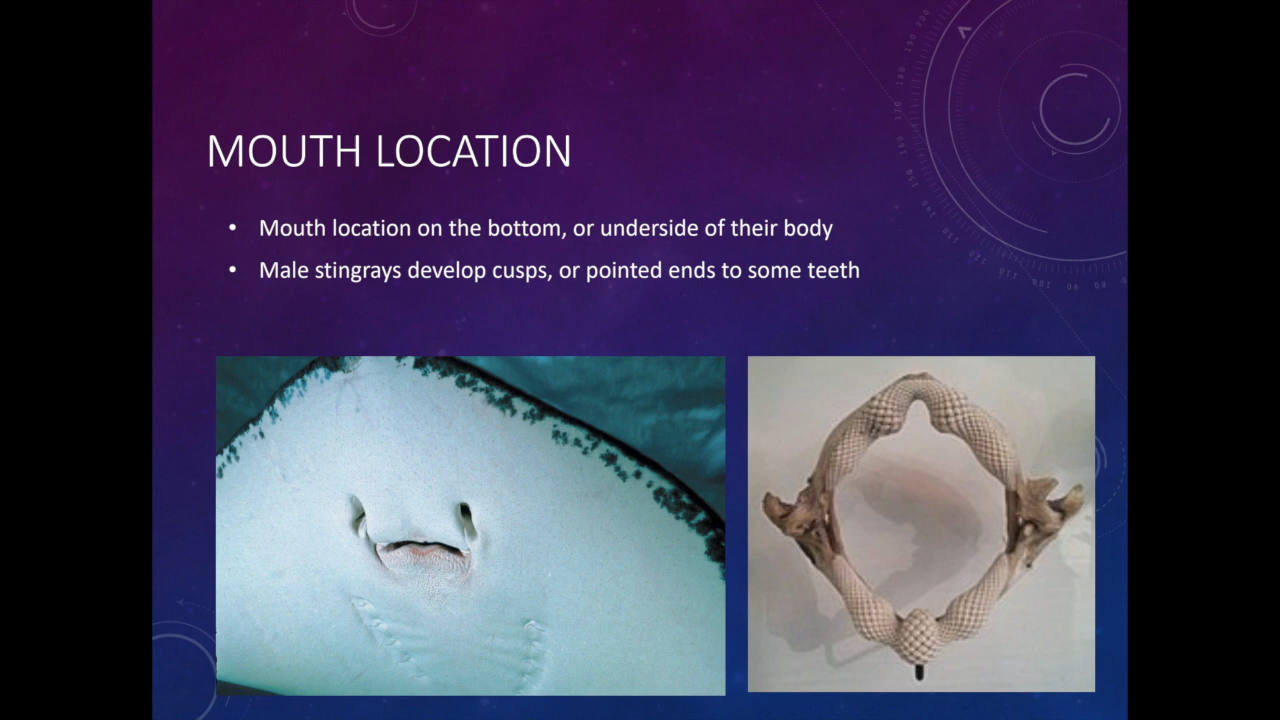 MOUTH LOCATION
• Mouth location on the bottom, or underside of their body
• Male stingrays develop cusps, or pointed ends to some teeth